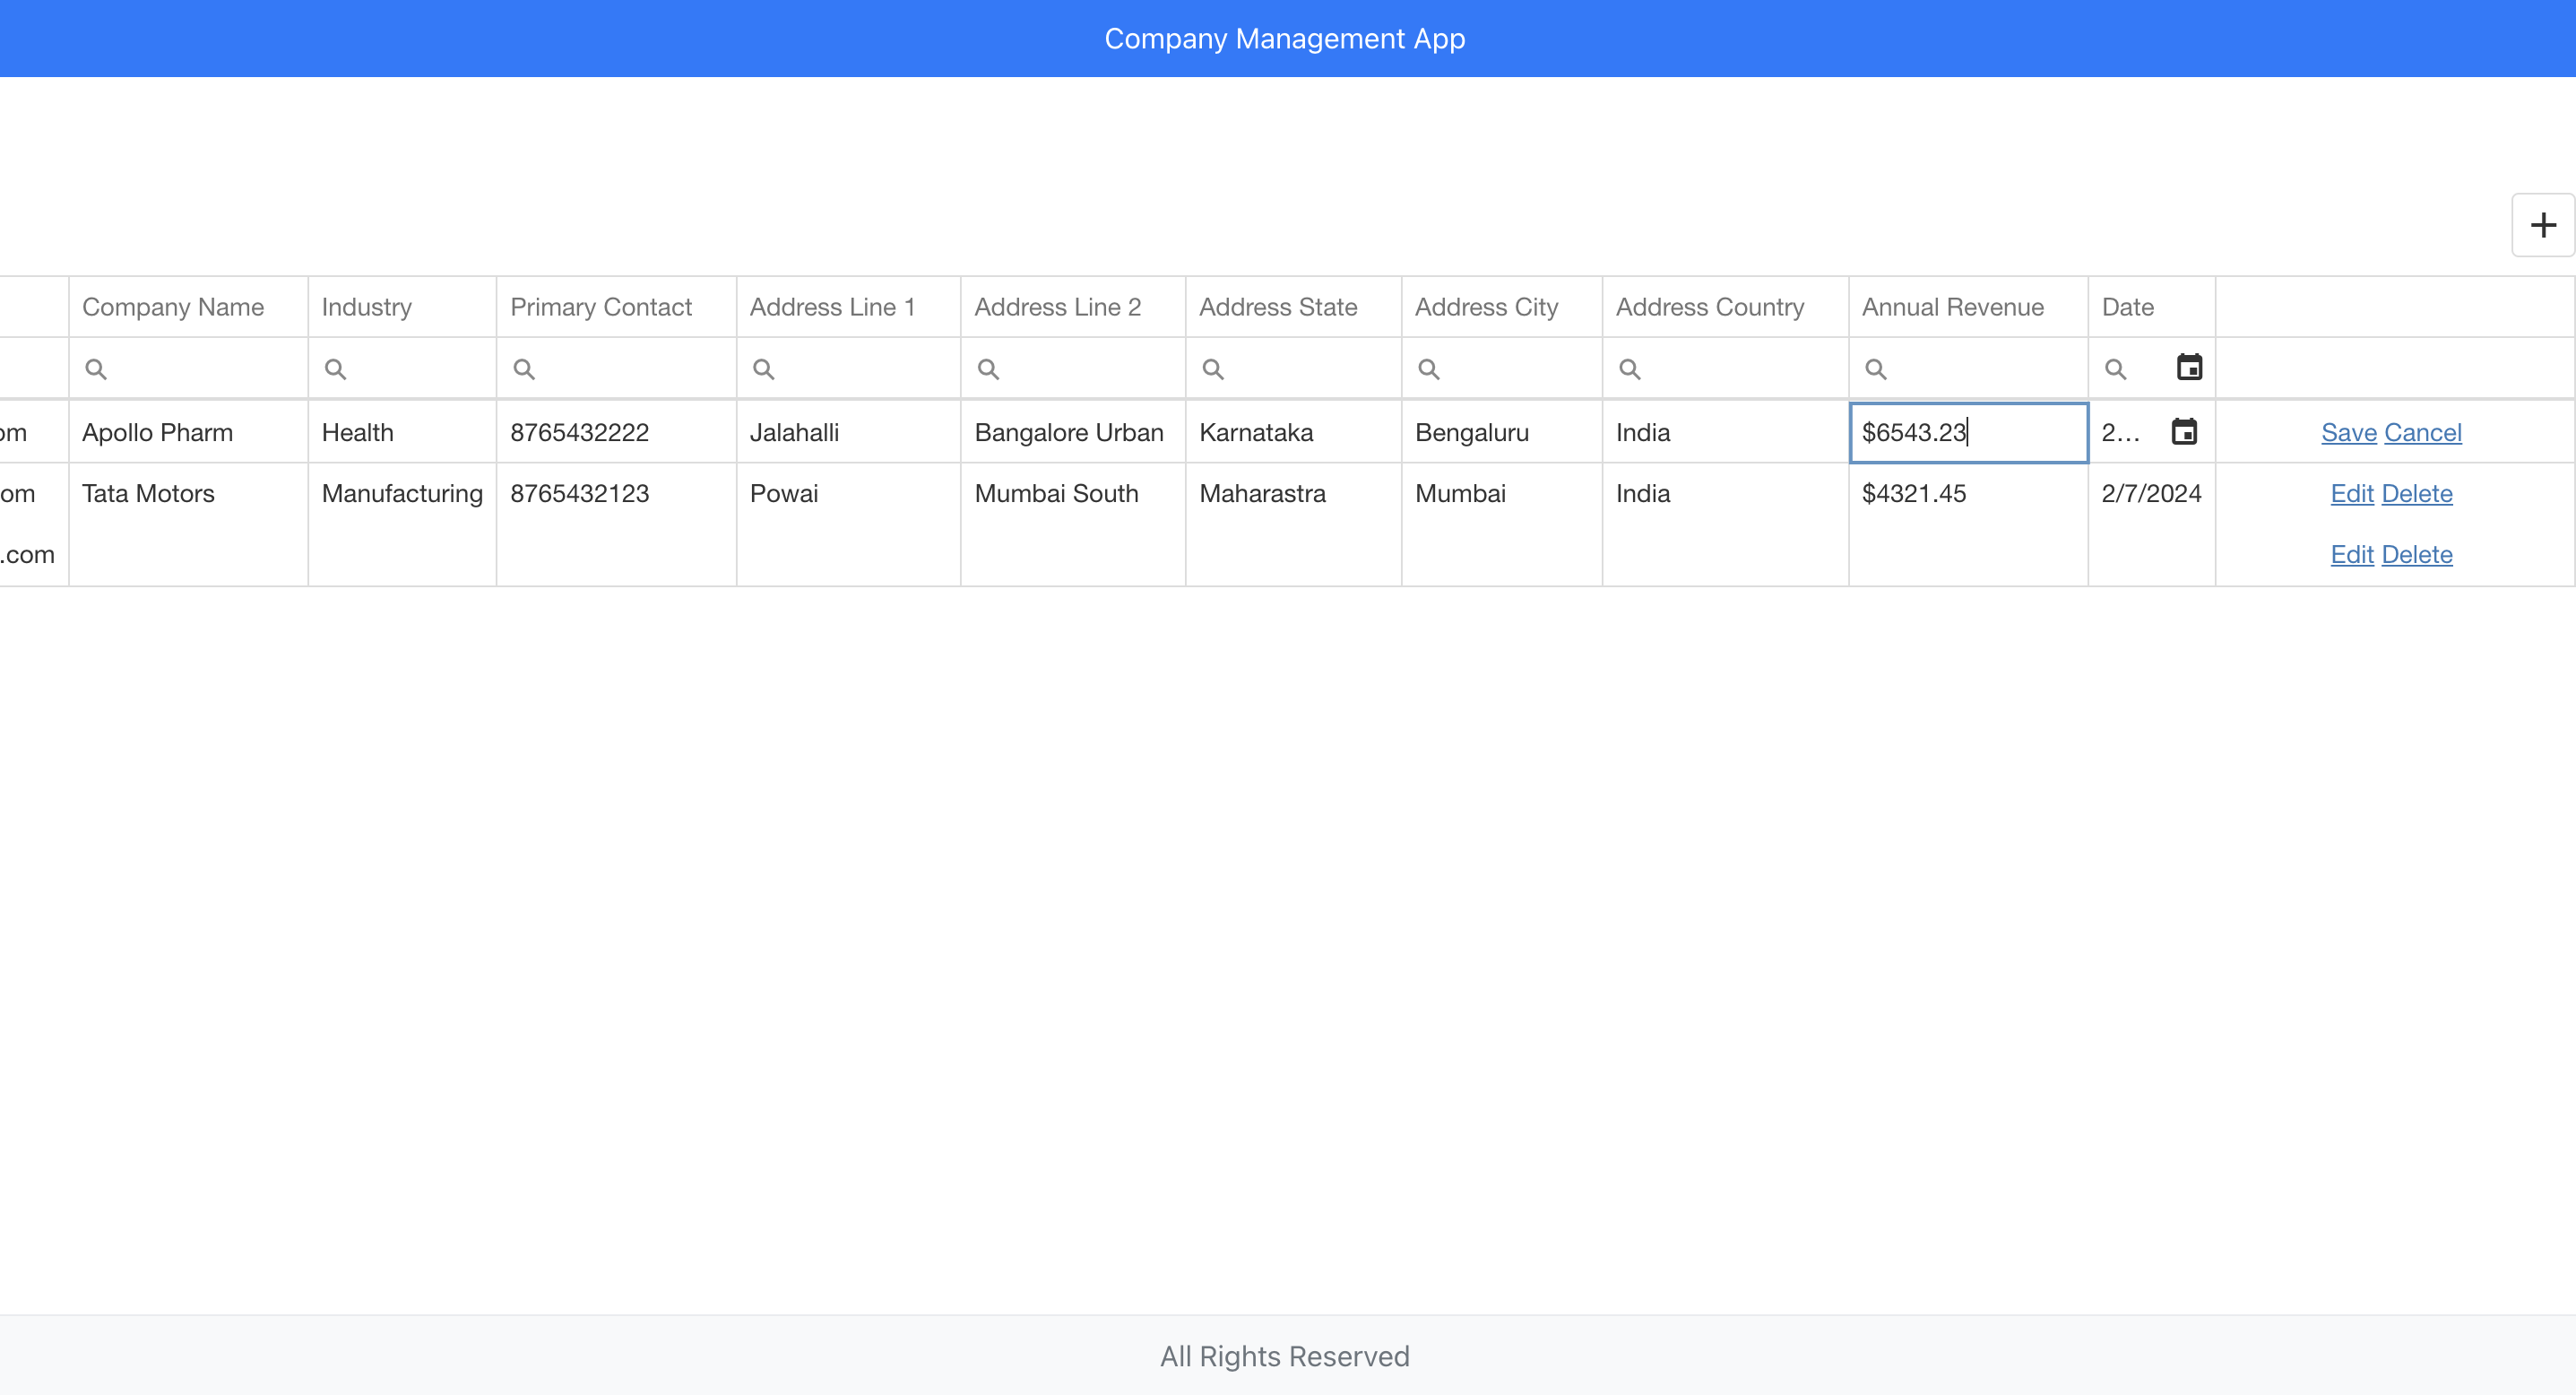 Company Management App
Company Name Industry Primary Contact Address Line 1 Address Line 2 Address State Address City Address Country Annual Revenue Date
om Apollo Pharm Health 8765432222 Jalahalli Bangalore Urban Karnataka Bengaluru India $6543.23 2... Save Cancel
om Tata Motors Manufacturing 8765432123 Powai Mumbai South Maharastra Mumbai India $4321.45 2/7/2024 Edit Delete
.com Edit Delete
All Rights Reserved